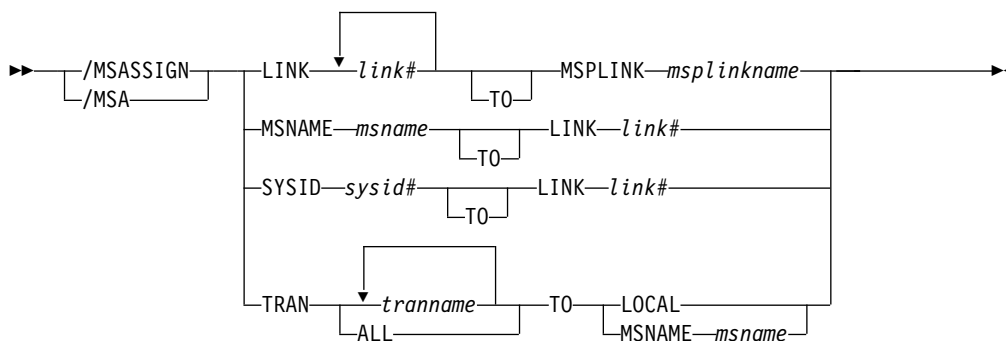 /MSASSIGN LINK link# MSPLINK msplinkname
/MSA TO
MSNAME msname LINK link#
TO
SYSID sysid# LINK link#
TO
TRAN tranname TO LOCAL
ALL MSNAME msname